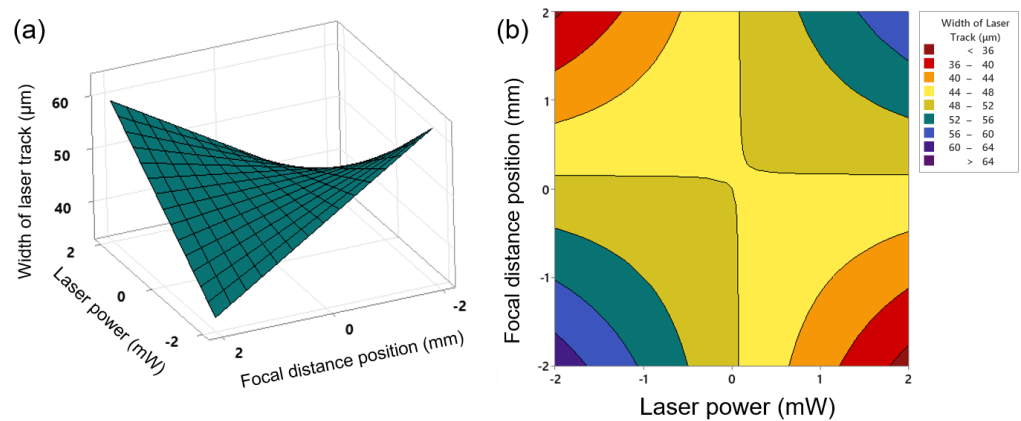 (a)
60
50
40
Width of laser track (µm)
2
0
-2
Laser power (mW)
2
0
-2
Focal distance position (mm)
(b)
2
1
0
-1
-2
Focal distance position (mm)
-2
-1
0
1
2
Laser power (mW)
Width of Laser
Track (µm)
< 36
36 – 40
40 – 44
44 – 48
48 – 52
52 – 56
56 – 60
60 – 64
> 64